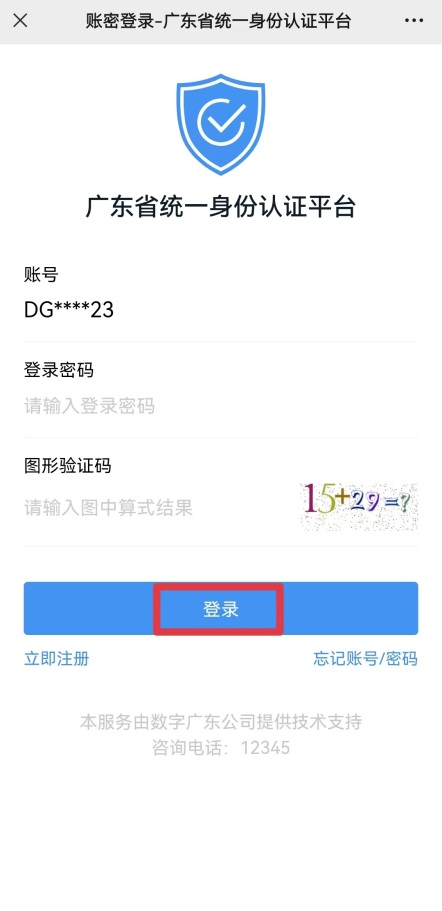 账密登录-广东省统一身份认证平台
广东省统一身份认证平台
账号
DG****23
登录密码
请输入登录密码
图形验证码
请输入图中算式结果
15+29=?
登录
立即注册
忘记账号/密码
本服务由数字广东公司提供技术支持
咨询电话：12345